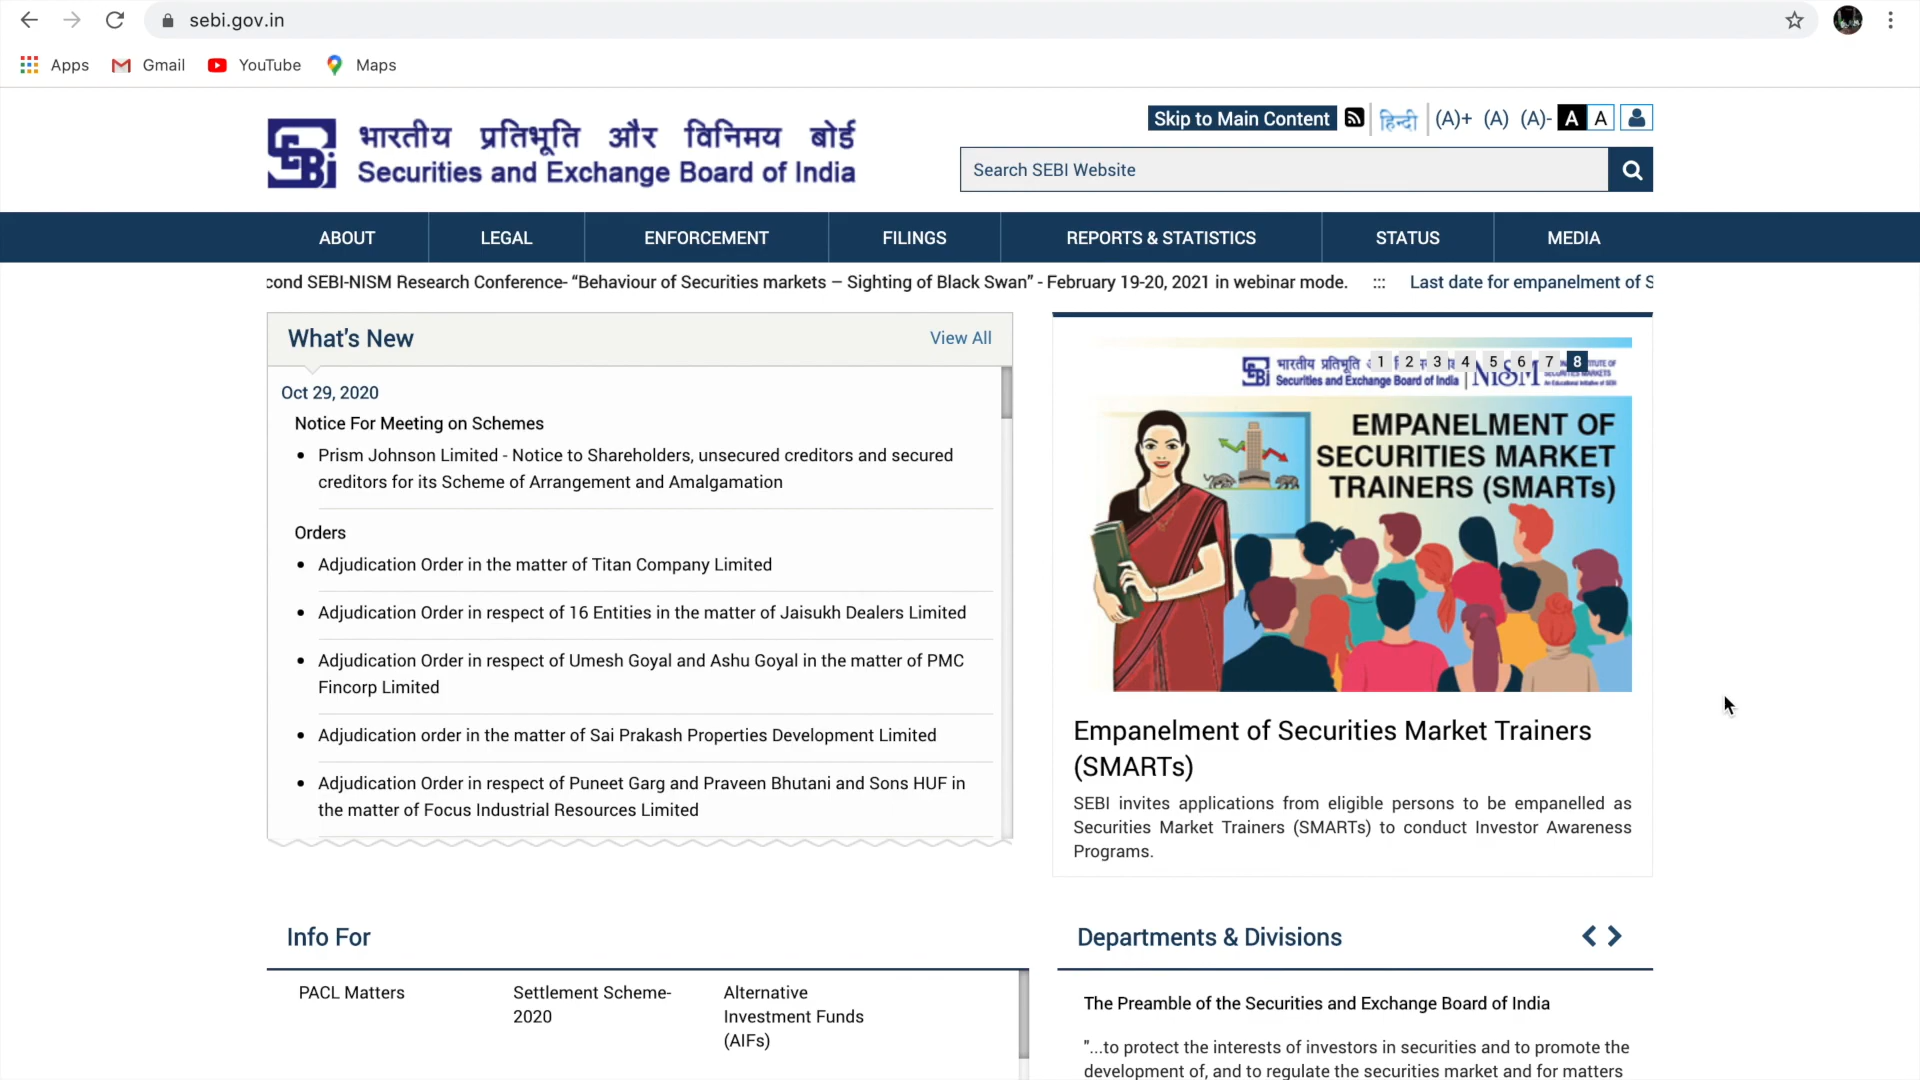 sebi.gov.in
Apps Gmail YouTube Maps
Skip to Main Content हिन्दी (A)+ (A) (A)- A A
SEBi भारतीय प्रतिभूति और विनिमय बोर्ड
Securities and Exchange Board of India
Search SEBI Website
ABOUT LEGAL ENFORCEMENT FILINGS REPORTS & STATISTICS STATUS MEDIA
cond SEBI-NISM Research Conference- “Behaviour of Securities markets – Sighting of Black Swan” - February 19-20, 2021 in webinar mode. ::: Last date for empanelment of S
What's New View All
Oct 29, 2020
Notice For Meeting on Schemes
• Prism Johnson Limited - Notice to Shareholders, unsecured creditors and secured
creditors for its Scheme of Arrangement and Amalgamation
Orders
• Adjudication Order in the matter of Titan Company Limited
• Adjudication Order in respect of 16 Entities in the matter of Jaisukh Dealers Limited
• Adjudication Order in respect of Umesh Goyal and Ashu Goyal in the matter of PMC
Fincorp Limited
• Adjudication order in the matter of Sai Prakash Properties Development Limited
• Adjudication Order in respect of Puneet Garg and Praveen Bhutani and Sons HUF in
the matter of Focus Industrial Resources Limited
1 2 3 4 5 6 7 8
भारतीय प्रतिभूति
Securities and Exchange Board of India NiSM
EMPANELMENT OF
SECURITIES MARKET
TRAINERS (SMARTs)
Empanelment of Securities Market Trainers
(SMARTs)
SEBI invites applications from eligible persons to be empanelled as
Securities Market Trainers (SMARTs) to conduct Investor Awareness
Programs.
Info For
PACL Matters
Settlement Scheme-
2020
Alternative
Investment Funds
(AIFs)
Departments & Divisions
The Preamble of the Securities and Exchange Board of India
"...to protect the interests of investors in securities and to promote the
development of, and to regulate the securities market and for matters